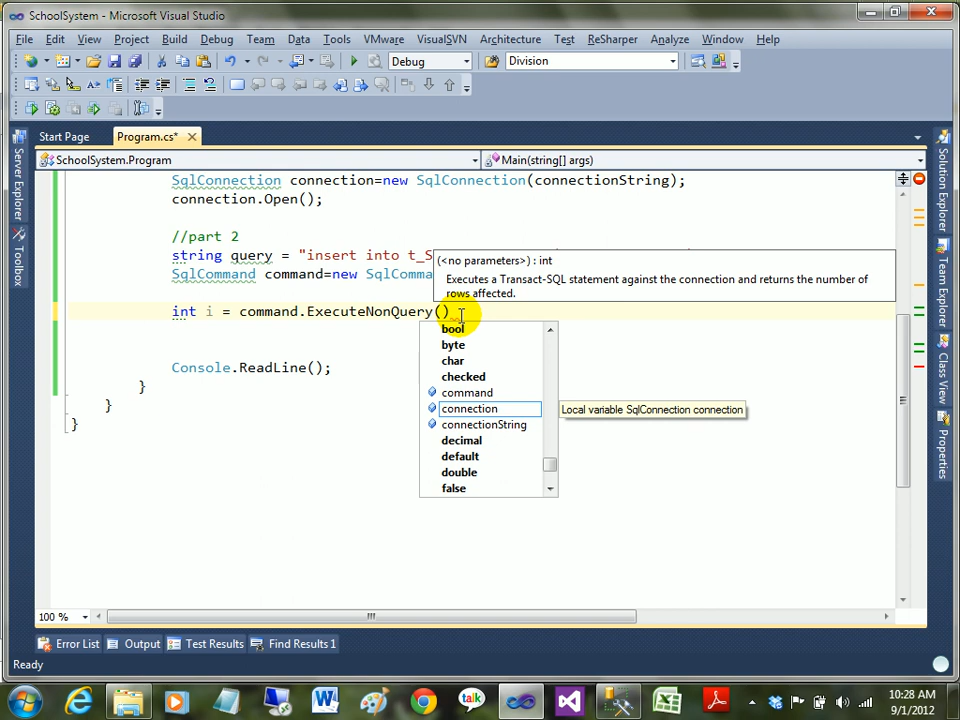 SchoolSystem - Microsoft Visual Studio
File Edit View Project Build Debug Team Data Tools VMware VisualSVN Architecture Test ReSharper Analyze Window Help
Debug Division
Start Page Program.cs*
SchoolSystem.Program Main(string[] args)
SqlConnection connection=new SqlConnection(connectionString);
connection.Open();
//part 2
string query = "insert into t_S
(<no parameters>) : int
SqlCommand command=new SqlComma
Executes a Transact-SQL statement against the connection and returns the number of
rows affected.
int i = command.ExecuteNonQuery()
bool
byte
char
checked
command
connection
Local variable SqlConnection connection
connectionString
decimal
default
double
false
Console.ReadLine();
}
}
}
Server Explorer
Toolbox
Solution Explorer
Team Explorer
Class View
Properties
100 %
Error List Output Test Results Find Results 1
Ready
talk
10:28 AM
9/1/2012